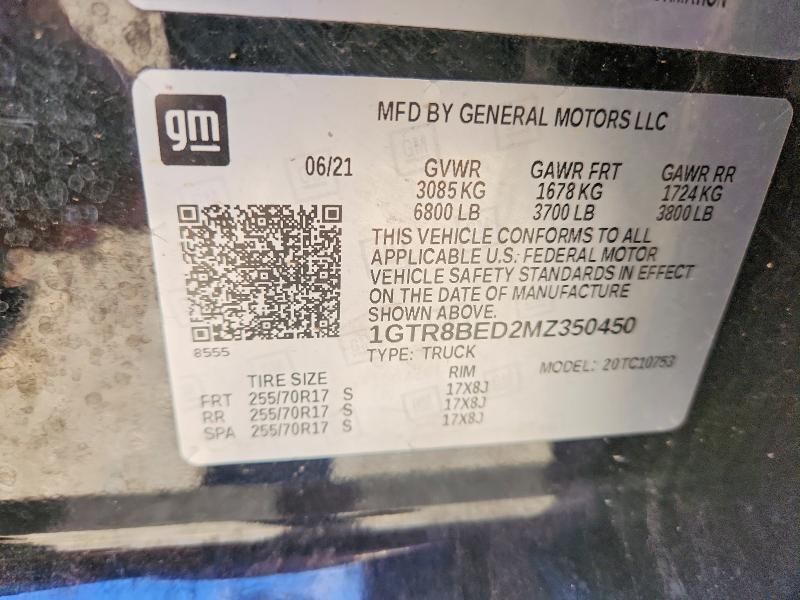 gm
MFD BY GENERAL MOTORS LLC
06/21
GVWR GAWR FRT GAWR RR
3085 KG 1678 KG 1724 KG
6800 LB 3700 LB 3800 LB
THIS VEHICLE CONFORMS TO ALL
APPLICABLE U.S. FEDERAL MOTOR
VEHICLE SAFETY STANDARDS IN EFFECT
ON THE DATE OF MANUFACTURE
SHOWN ABOVE.
1GTR8BED2MZ350450
8555
TYPE: TRUCK MODEL: 20TC10753
TIRE SIZE RIM
FRT 255/70R17 S 17X8J
RR 255/70R17 S 17X8J
SPA 255/70R17 S 17X8J